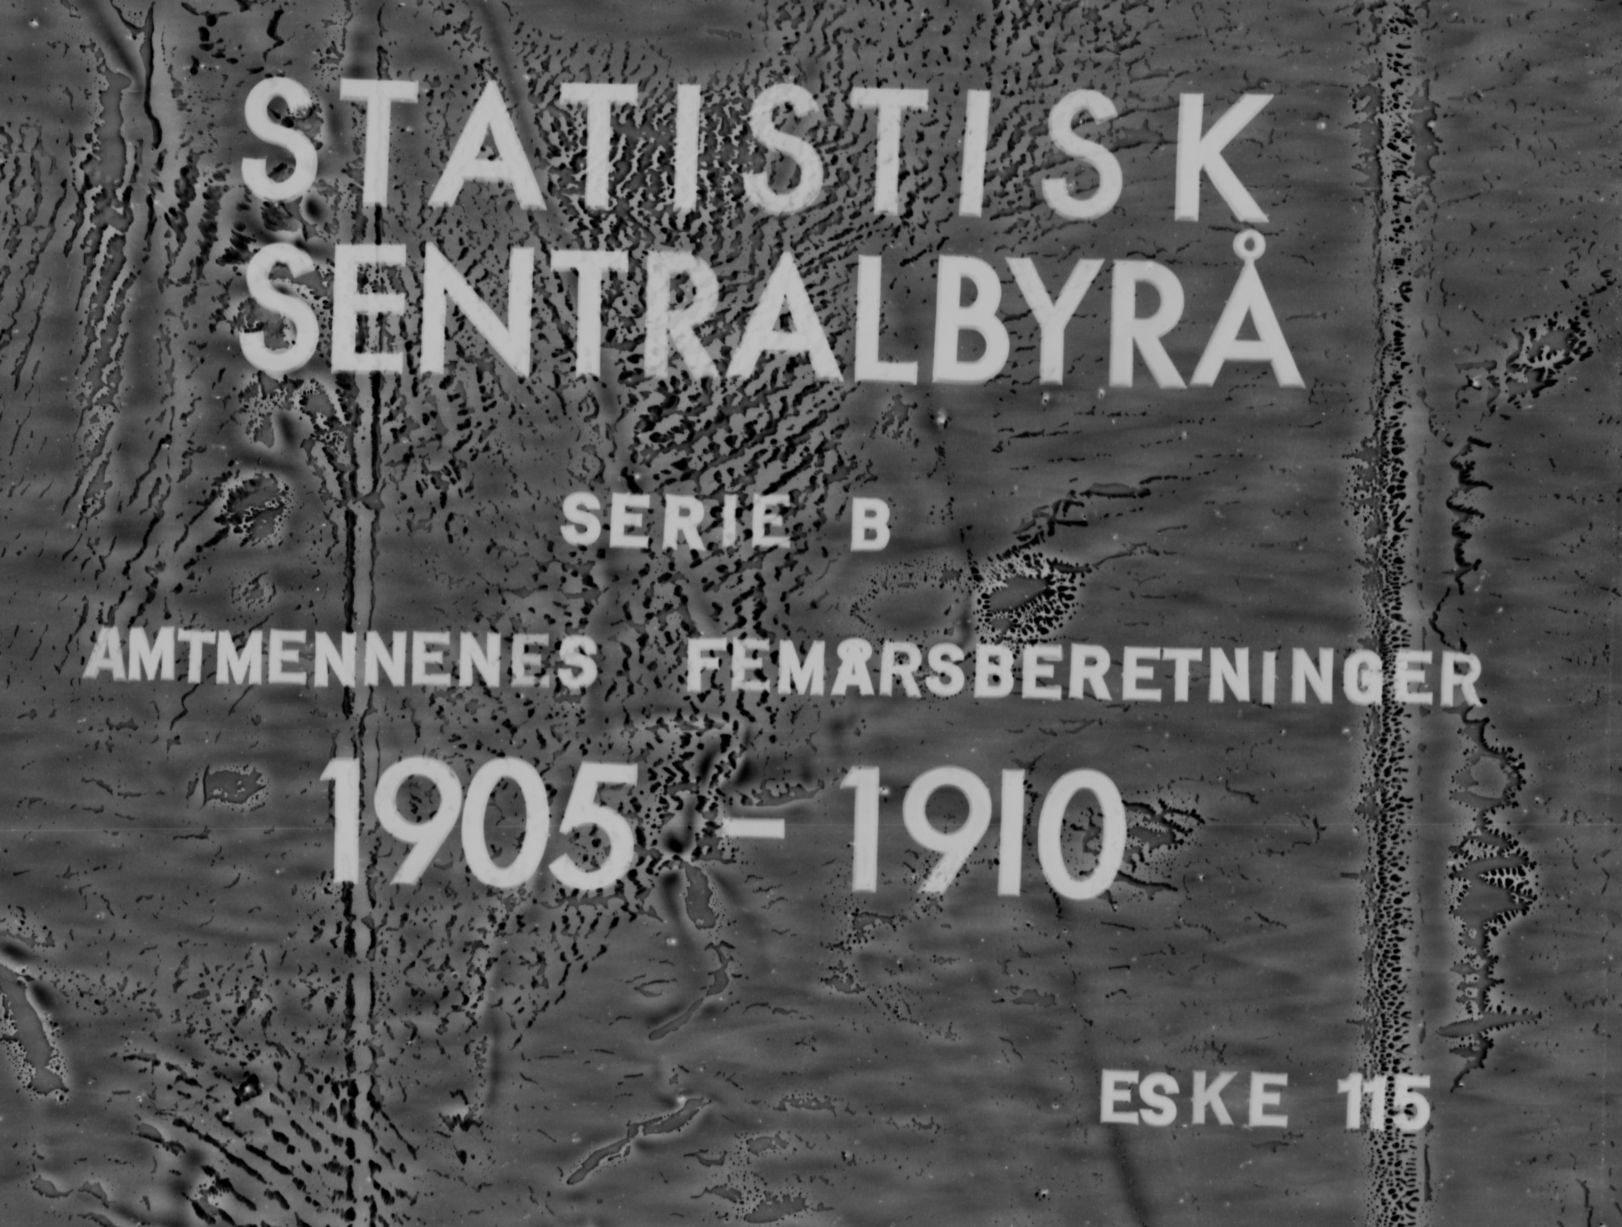 STATISTISK
SENTRALBYRÅ
SERIE B
AMTMENNENES FEMÅRSBERETNINGER
1905 - 1910
ESKE 115